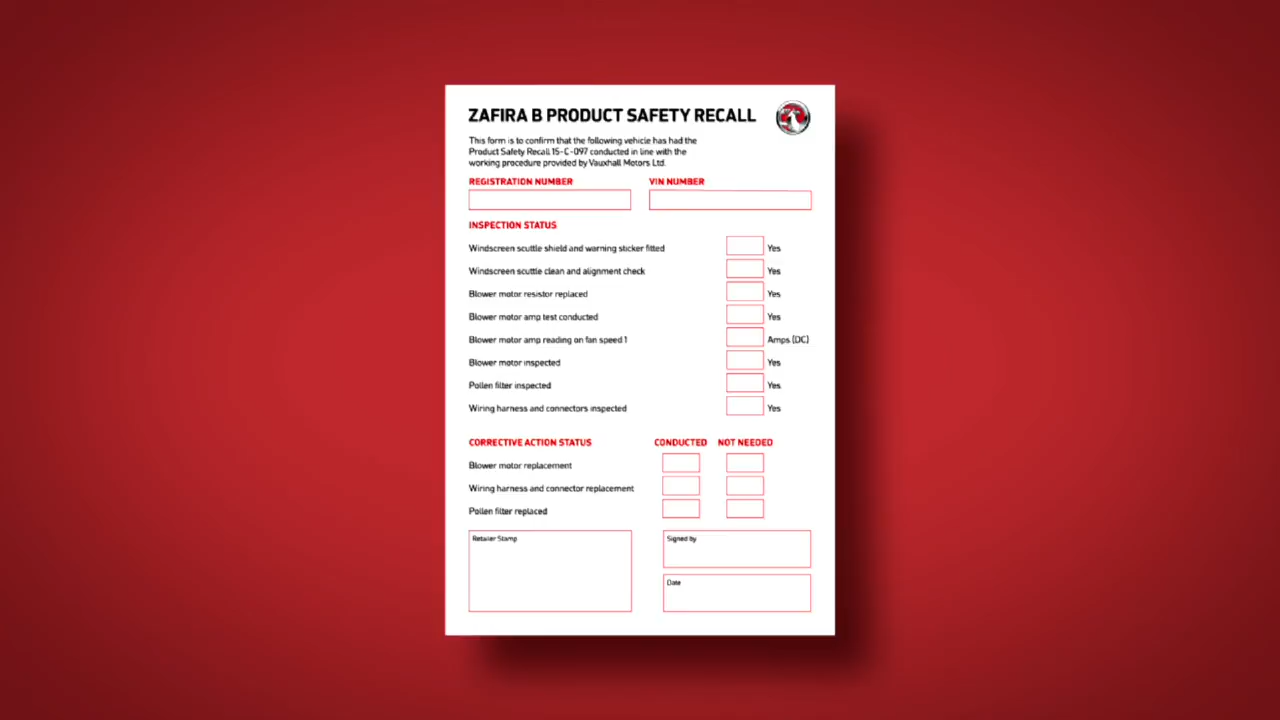 ZAFIRA B PRODUCT SAFETY RECALL
This form is to confirm that the following vehicle has had the
Product Safety Recall 15-C-097 conducted in line with the
working procedure provided by Vauxhall Motors Ltd.
REGISTRATION NUMBER VIN NUMBER
INSPECTION STATUS
Windscreen scuttle shield and warning sticker fitted Yes
Windscreen scuttle clean and alignment check Yes
Blower motor resistor replaced Yes
Blower motor amp test conducted Yes
Blower motor amp reading on fan speed 1 Amps (DC)
Blower motor inspected Yes
Pollen filter inspected Yes
Wiring harness and connectors inspected Yes
CORRECTIVE ACTION STATUS CONDUCTED NOT NEEDED
Blower motor replacement
Wiring harness and connector replacement
Pollen filter replaced
Retailer Stamp Signed by
Date